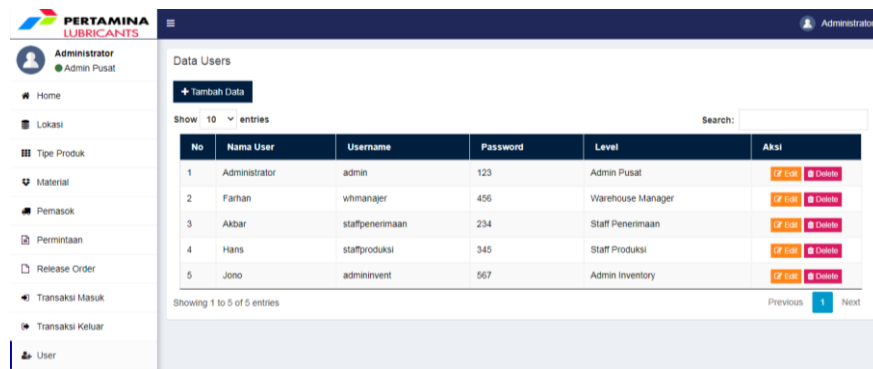 PERTAMINA
LUBRICANTS
Administrator
Administrator
Admin Pusat
Home
Lokasi
Tipe Produk
Material
Pemasok
Permintaan
Release Order
Transaksi Masuk
Transaksi Keluar
User
Data Users
+ Tambah Data
Show 10 entries
Search:
No Nama User Username Password Level Aksi
1 Administrator admin 123 Admin Pusat Edit Delete
2 Farhan whmanajer 456 Warehouse Manager Edit Delete
3 Akbar staffpenerimaan 234 Staff Penerimaan Edit Delete
4 Hans staffproduksi 345 Staff Produksi Edit Delete
5 Jono admininvent 567 Admin Inventory Edit Delete
Showing 1 to 5 of 5 entries
Previous 1 Next